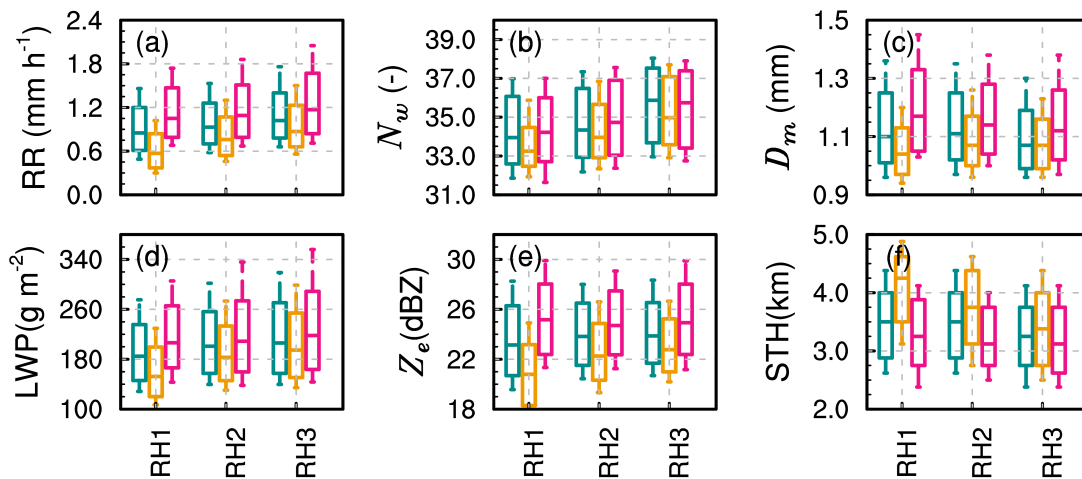 (a)
RR (mm h⁻¹)
2.4
1.8
1.2
0.6
0.0
(b)
N_w (-)
39.0
37.0
35.0
33.0
31.0
(c)
D_m (mm)
1.5
1.3
1.1
0.9
(d)
LWP(g m⁻²)
340
260
180
100
RH1
RH2
RH3
(e)
Z_e(dBZ)
30
26
22
18
RH1
RH2
RH3
(f)
STH(km)
5.0
4.0
3.0
2.0
RH1
RH2
RH3